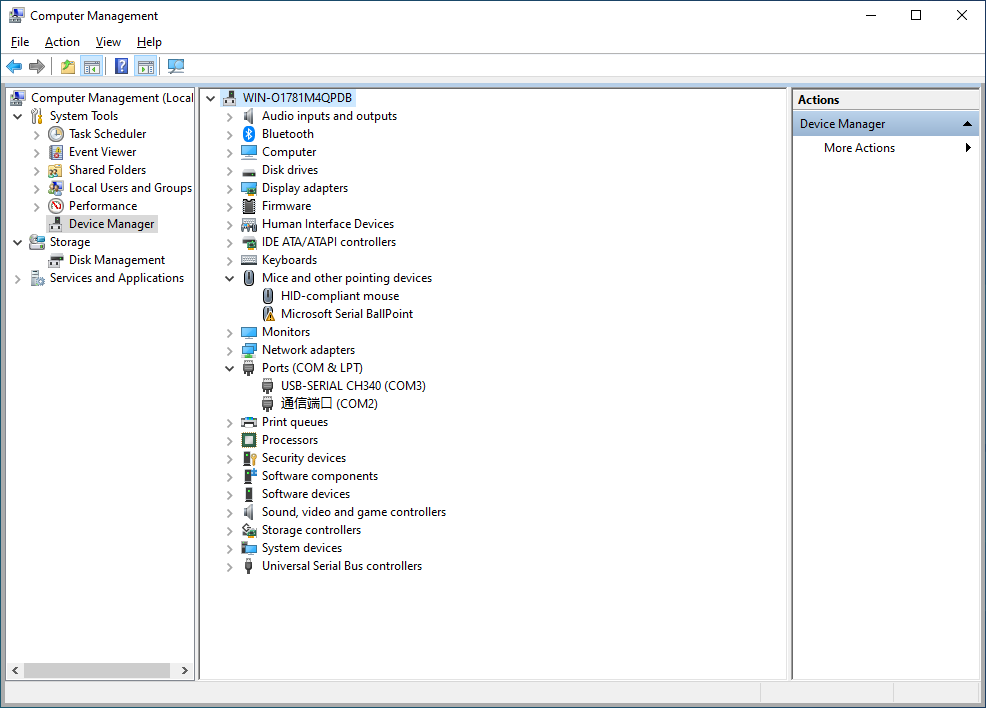 Computer Management
File Action View Help
Computer Management (Local
System Tools
Task Scheduler
Event Viewer
Shared Folders
Local Users and Groups
Performance
Device Manager
Storage
Disk Management
Services and Applications
WIN-O1781M4QPDB
Audio inputs and outputs
Bluetooth
Computer
Disk drives
Display adapters
Firmware
Human Interface Devices
IDE ATA/ATAPI controllers
Keyboards
Mice and other pointing devices
HID-compliant mouse
Microsoft Serial BallPoint
Monitors
Network adapters
Ports (COM & LPT)
USB-SERIAL CH340 (COM3)
通信端口 (COM2)
Print queues
Processors
Security devices
Software components
Software devices
Sound, video and game controllers
Storage controllers
System devices
Universal Serial Bus controllers
Actions
Device Manager
More Actions